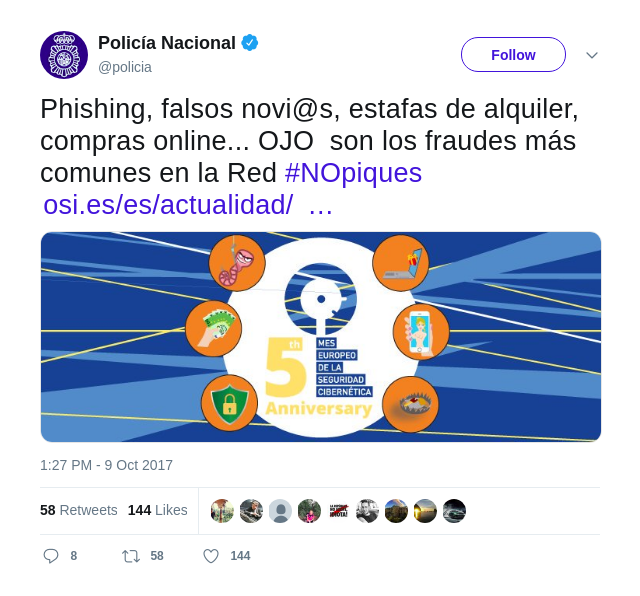 Policía Nacional
@policia
Follow
Phishing, falsos novi@s, estafas de alquiler,
compras online... OJO son los fraudes más
comunes en la Red #NOpiques
osi.es/es/actualidad/ …
5th
MES
EUROPEO
DE LA
SEGURIDAD
CIBERNÉTICA
Anniversary
1:27 PM - 9 Oct 2017
58 Retweets 144 Likes
8 58 144